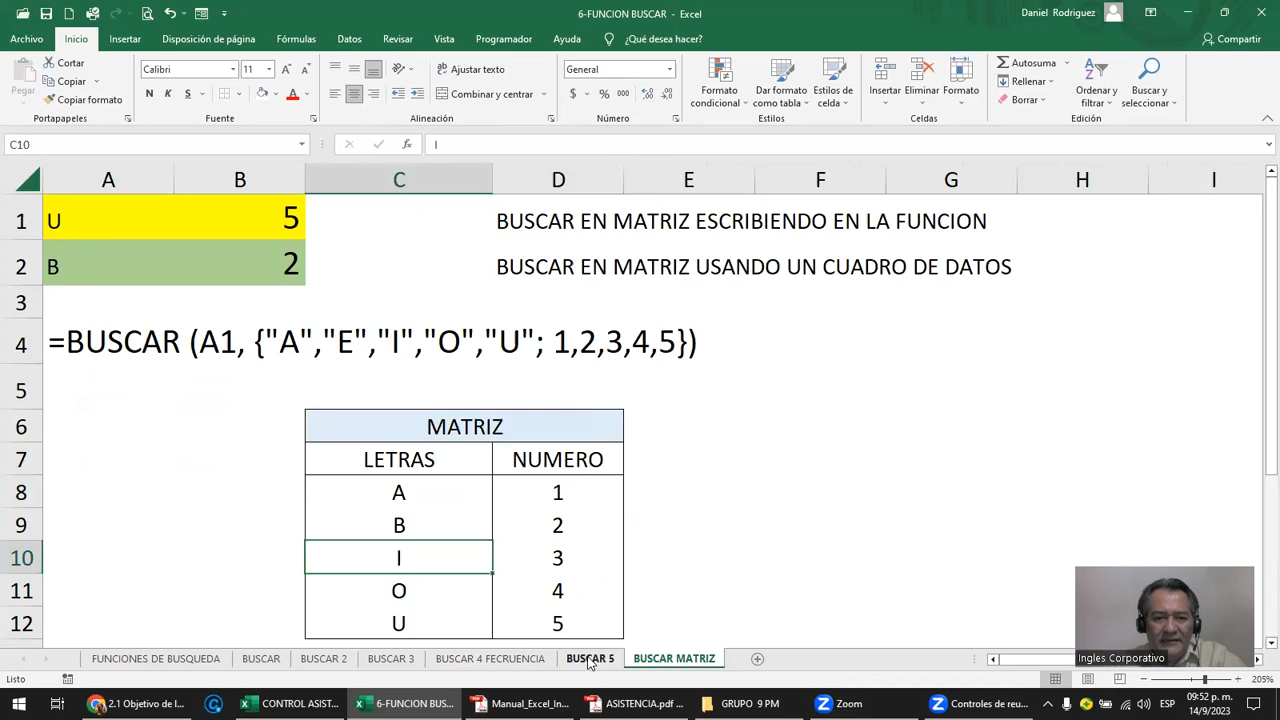 6-FUNCION BUSCAR - Excel
Daniel Rodriguez
Archivo Inicio Insertar Disposición de página Fórmulas Datos Revisar Vista Programador Ayuda ¿Qué desea hacer? Compartir
Pegar
Cortar
Copiar
Copiar formato
Portapapeles
Calibri 11
N K S
Fuente
Ajustar texto
Combinar y centrar
Alineación
General
$ % 000
Número
Formato condicional
Dar formato como tabla
Estilos de celda
Estilos
Insertar Eliminar Formato
Celdas
Autosuma
Rellenar
Borrar
Ordenar y filtrar
Buscar y seleccionar
Edición
C10 fx I
A B C D E F G H I
1 U 5 BUSCAR EN MATRIZ ESCRIBIENDO EN LA FUNCION
2 B 2 BUSCAR EN MATRIZ USANDO UN CUADRO DE DATOS
3
4 =BUSCAR (A1, {"A","E","I","O","U"; 1,2,3,4,5})
5
6 MATRIZ
7 LETRAS NUMERO
8 A 1
9 B 2
10 I 3
11 O 4
12 U 5
Ingles Corporativo
FUNCIONES DE BUSQUEDA BUSCAR BUSCAR 2 BUSCAR 3 BUSCAR 4 FECRUENCIA BUSCAR 5 BUSCAR MATRIZ
Listo 205%
2.1 Objetivo de l... CONTROL ASIST... 6-FUNCION BUS... Manual_Excel_In... ASISTENCIA.pdf ... GRUPO 9 PM Zoom Controles de reu... ESP
09:52 p. m.
14/9/2023